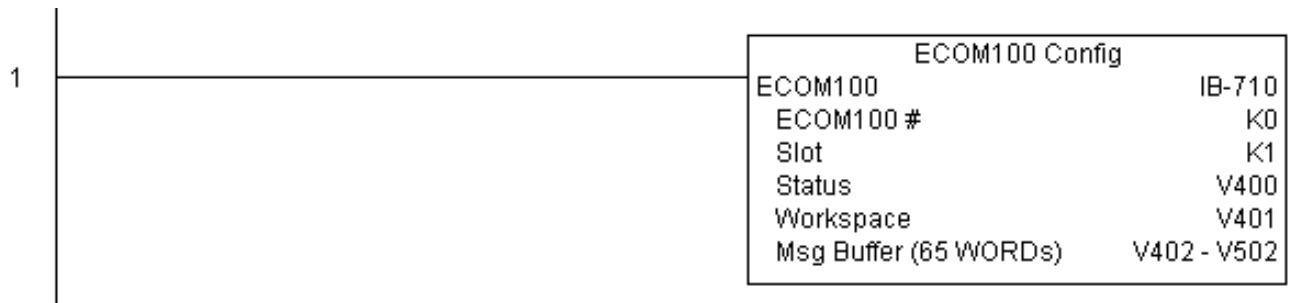 ECOM100 Config
1
ECOM100 IB-710
ECOM100 # K0
Slot K1
Status V400
Workspace V401
Msg Buffer (65 WORDs) V402 - V502